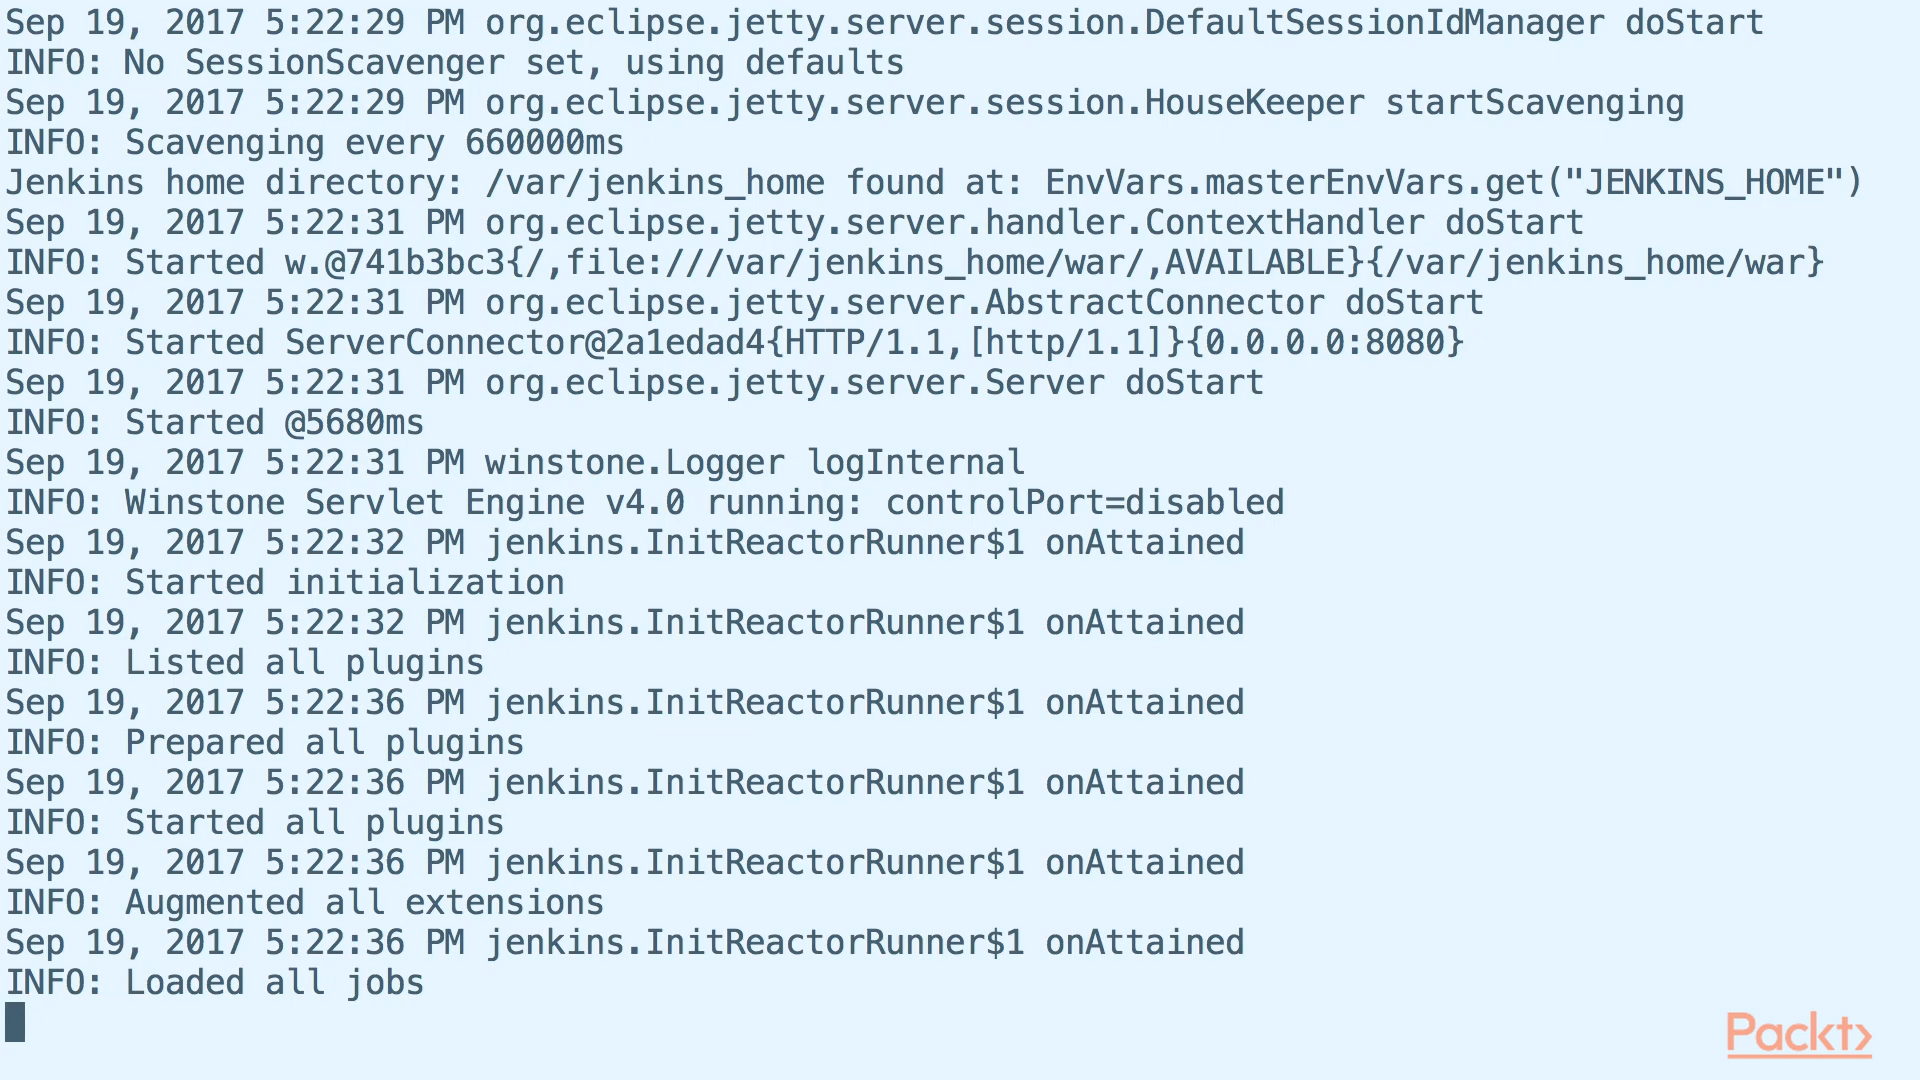 Sep 19, 2017 5:22:29 PM org.eclipse.jetty.server.session.DefaultSessionIdManager doStart
INFO: No SessionScavenger set, using defaults
Sep 19, 2017 5:22:29 PM org.eclipse.jetty.server.session.HouseKeeper startScavenging
INFO: Scavenging every 660000ms
Jenkins home directory: /var/jenkins_home found at: EnvVars.masterEnvVars.get("JENKINS_HOME")
Sep 19, 2017 5:22:31 PM org.eclipse.jetty.server.handler.ContextHandler doStart
INFO: Started w.@741b3bc3{/,file:///var/jenkins_home/war/,AVAILABLE}{/var/jenkins_home/war}
Sep 19, 2017 5:22:31 PM org.eclipse.jetty.server.AbstractConnector doStart
INFO: Started ServerConnector@2a1edad4{HTTP/1.1,[http/1.1]}{0.0.0.0:8080}
Sep 19, 2017 5:22:31 PM org.eclipse.jetty.server.Server doStart
INFO: Started @5680ms
Sep 19, 2017 5:22:31 PM winstone.Logger logInternal
INFO: Winstone Servlet Engine v4.0 running: controlPort=disabled
Sep 19, 2017 5:22:32 PM jenkins.InitReactorRunner$1 onAttained
INFO: Started initialization
Sep 19, 2017 5:22:32 PM jenkins.InitReactorRunner$1 onAttained
INFO: Listed all plugins
Sep 19, 2017 5:22:36 PM jenkins.InitReactorRunner$1 onAttained
INFO: Prepared all plugins
Sep 19, 2017 5:22:36 PM jenkins.InitReactorRunner$1 onAttained
INFO: Started all plugins
Sep 19, 2017 5:22:36 PM jenkins.InitReactorRunner$1 onAttained
INFO: Augmented all extensions
Sep 19, 2017 5:22:36 PM jenkins.InitReactorRunner$1 onAttained
INFO: Loaded all jobs
Packt>